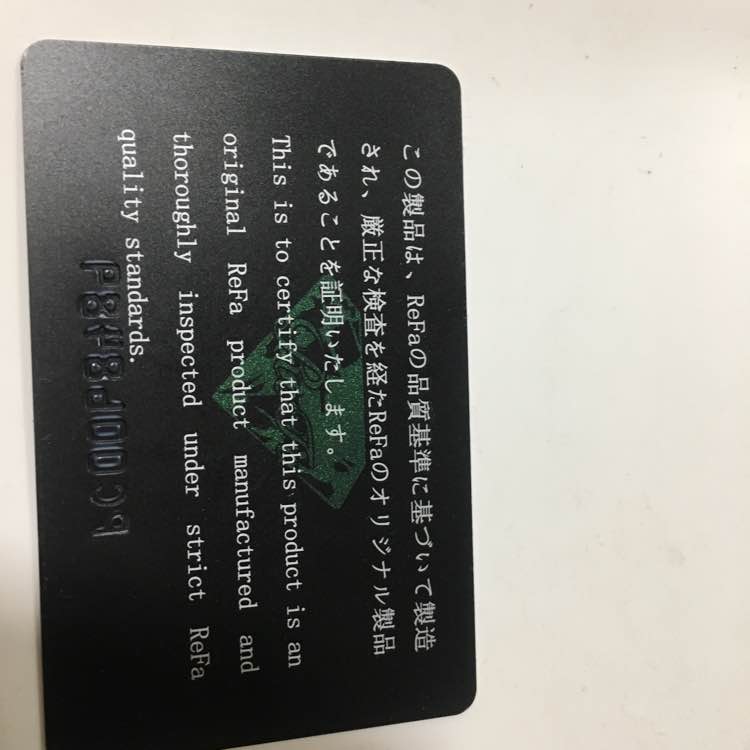 この製品は、ReFaの品質基準に基づいて製造
され、厳正な検査を経たReFaのオリジナル製品
であることを証明いたします。
This is to certify that this product is an
original ReFa product manufactured and
thoroughly inspected under strict ReFa
quality standards.